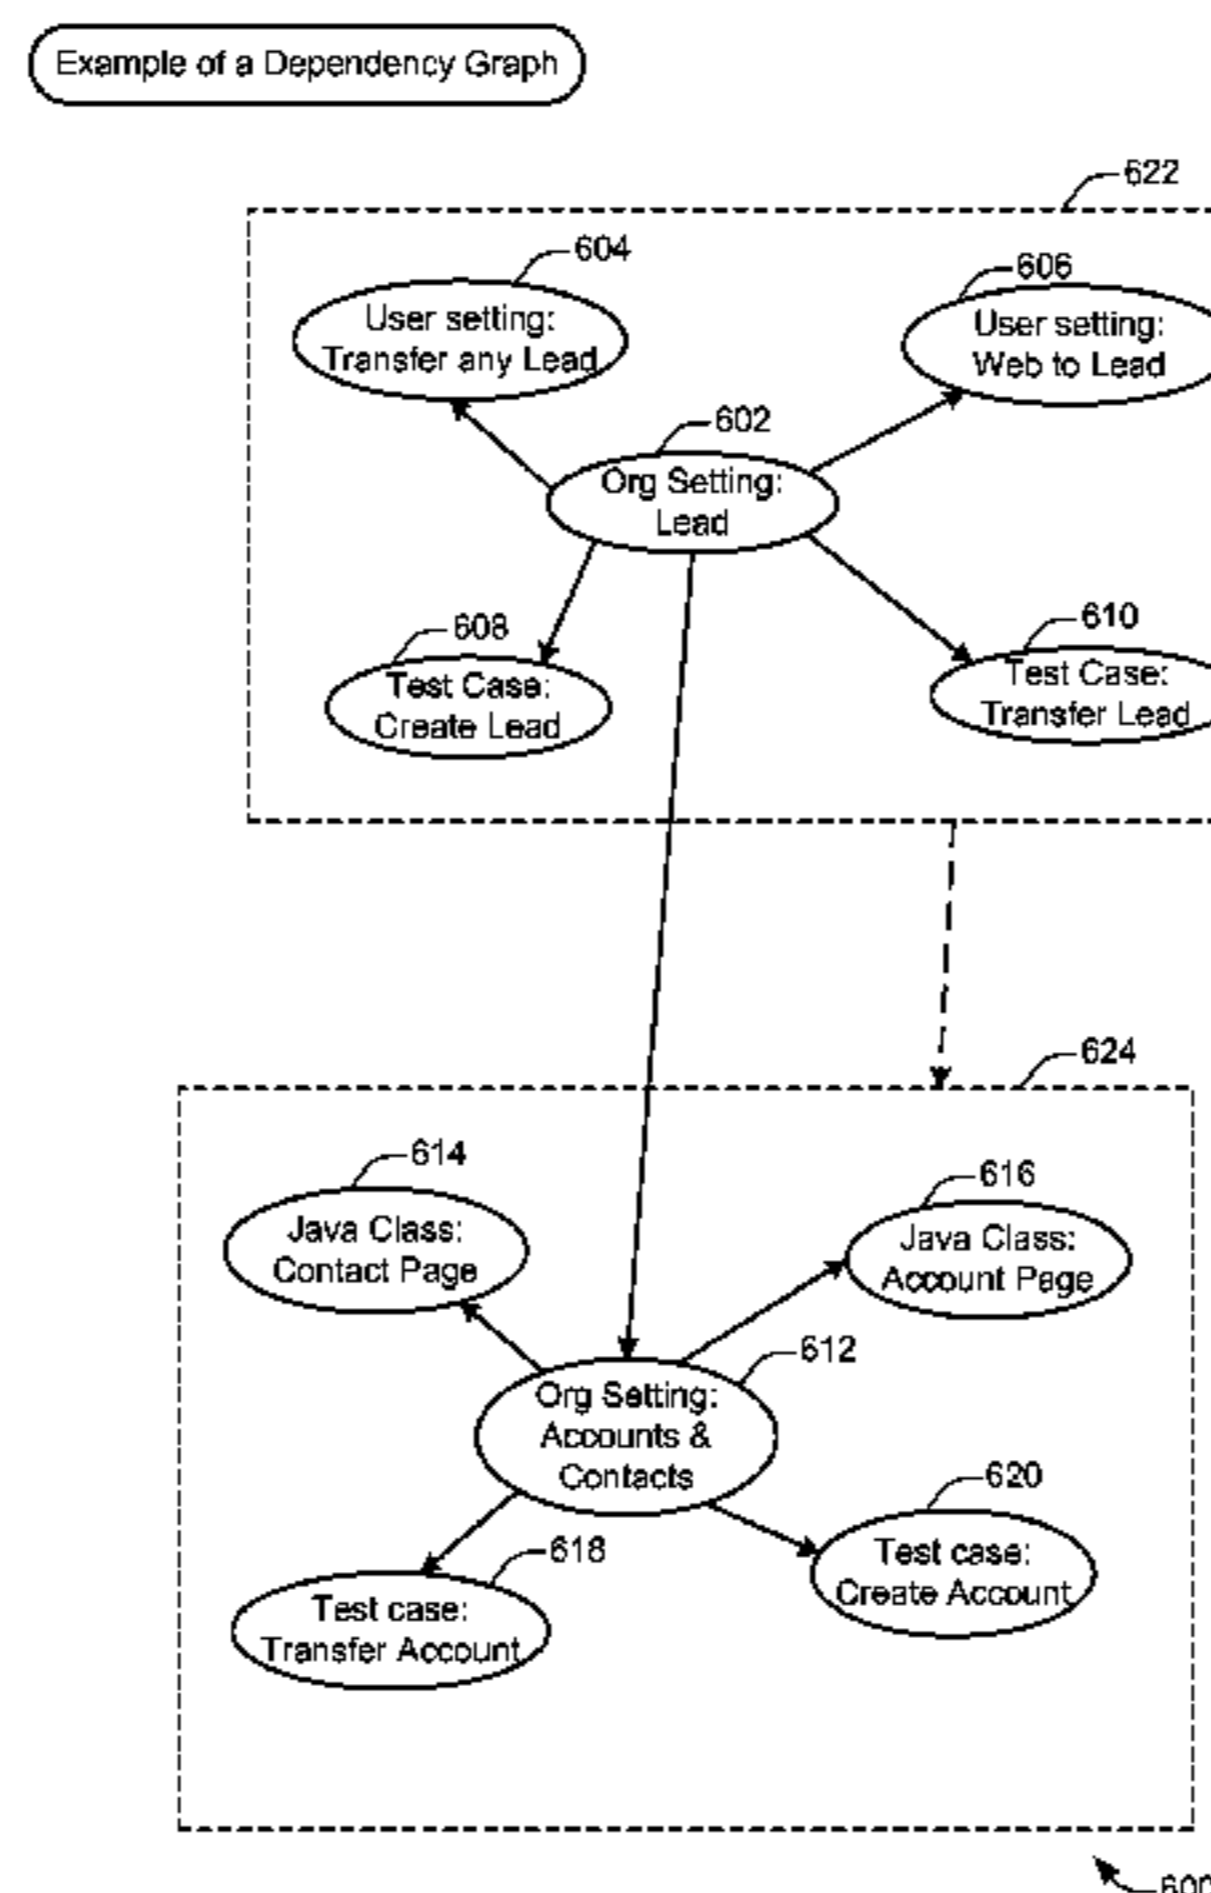 Example of a Dependency Graph
622
604
606
User setting:
Transfer any Lead
User setting:
Web to Lead
602
Org Setting:
Lead
608
610
Test Case:
Create Lead
Test Case:
Transfer Lead
624
614
616
Java Class:
Contact Page
Java Class:
Account Page
612
Org Setting:
Accounts &
Contacts
620
618
Test case:
Create Account
Test case:
Transfer Account
600